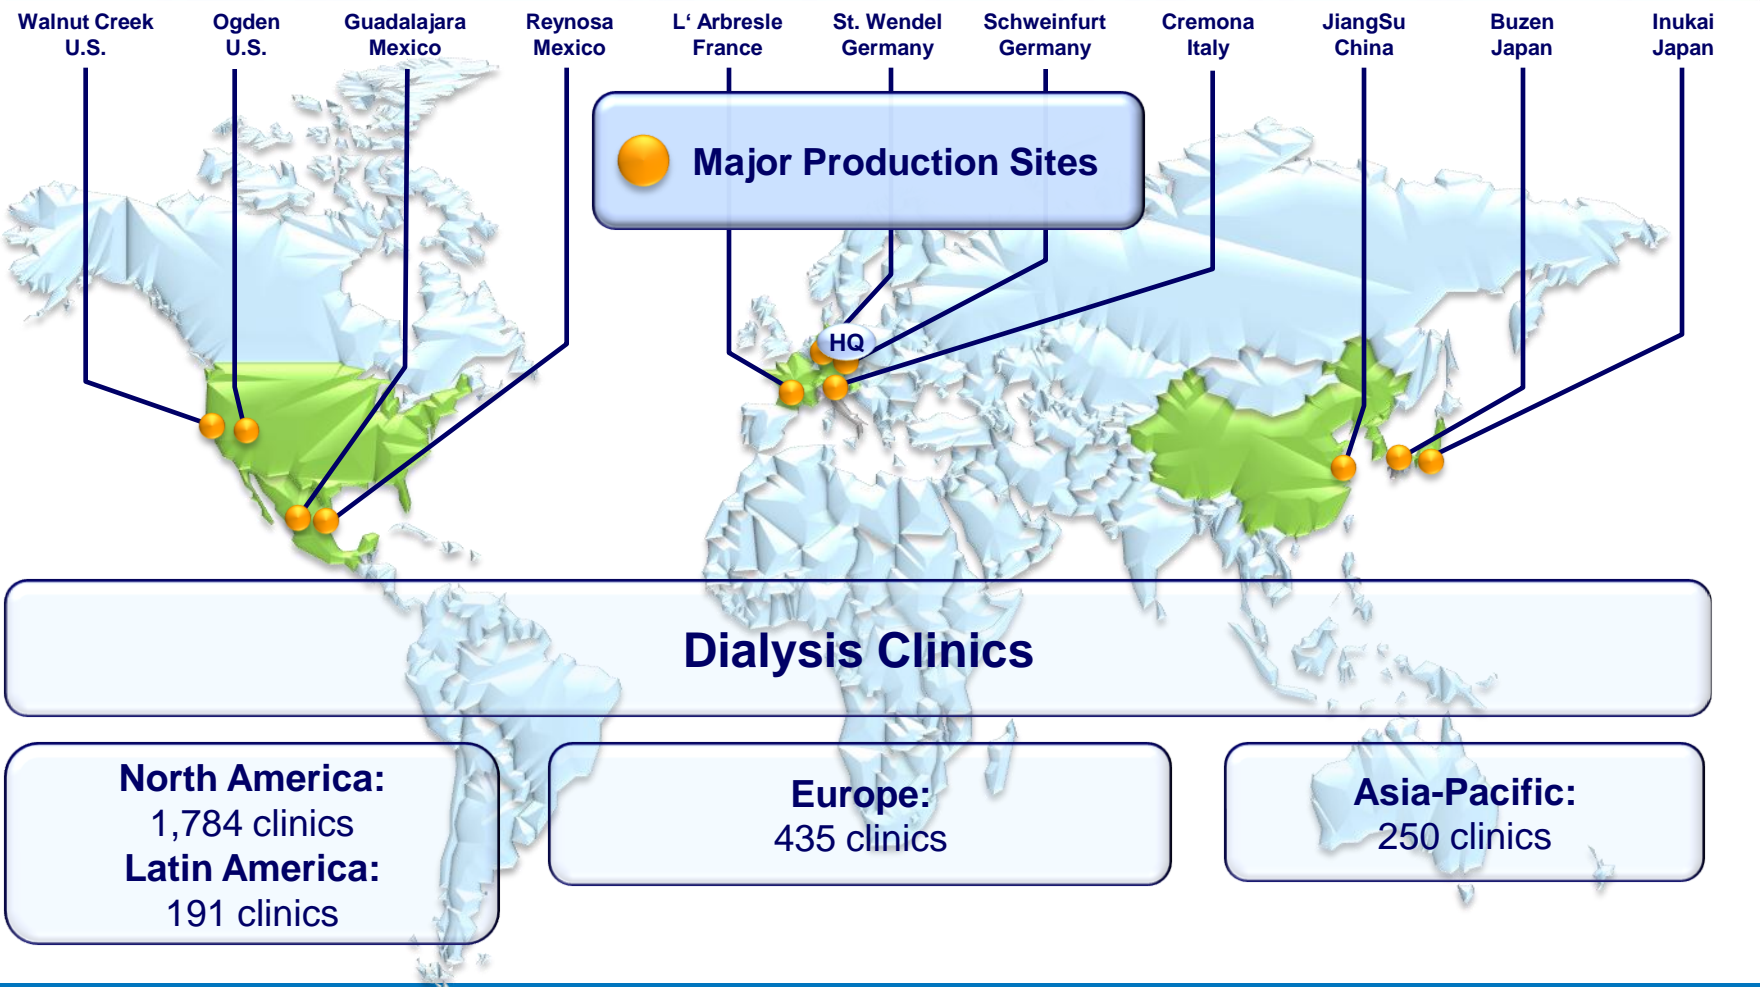 Walnut Creek
U.S.
Ogden
U.S.
Guadalajara
Mexico
Reynosa
Mexico
L‘ Arbresle
France
St. Wendel
Germany
Schweinfurt
Germany
Cremona
Italy
JiangSu
China
Buzen
Japan
Inukai
Japan
Major Production Sites
HQ
Dialysis Clinics
North America:
1,784 clinics
Latin America:
191 clinics
Europe:
435 clinics
Asia-Pacific:
250 clinics